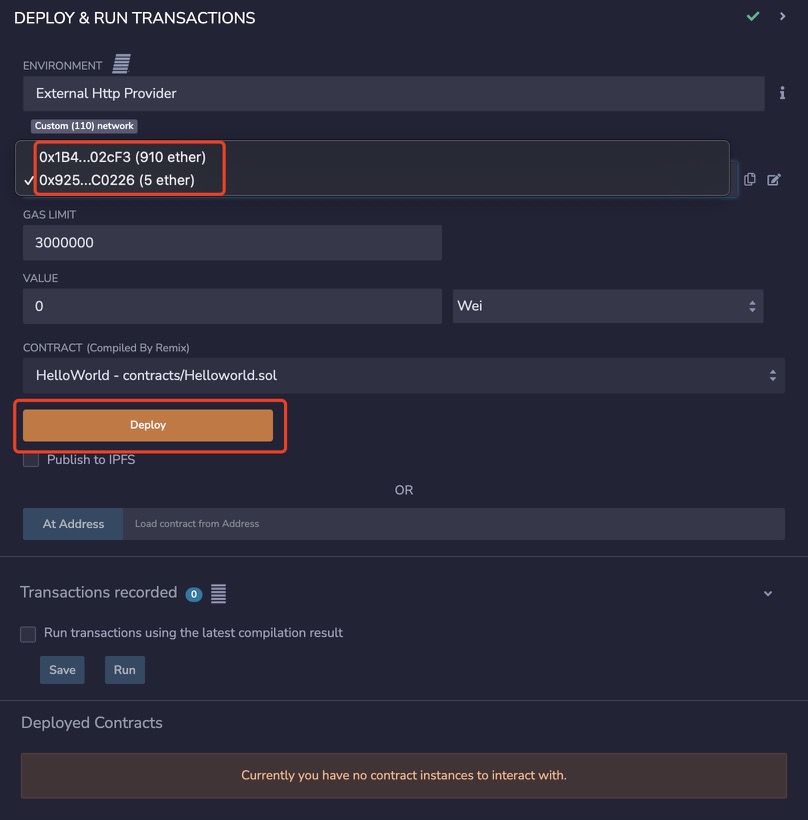 DEPLOY & RUN TRANSACTIONS
ENVIRONMENT
External Http Provider
Custom (110) network
0x1B4...02cF3 (910 ether)
0x925...C0226 (5 ether)
GAS LIMIT
3000000
VALUE
0
Wei
CONTRACT (Compiled By Remix)
HelloWorld - contracts/Helloworld.sol
Deploy
Publish to IPFS
OR
At Address
Load contract from Address
Transactions recorded 0
Run transactions using the latest compilation result
Save
Run
Deployed Contracts
Currently you have no contract instances to interact with.